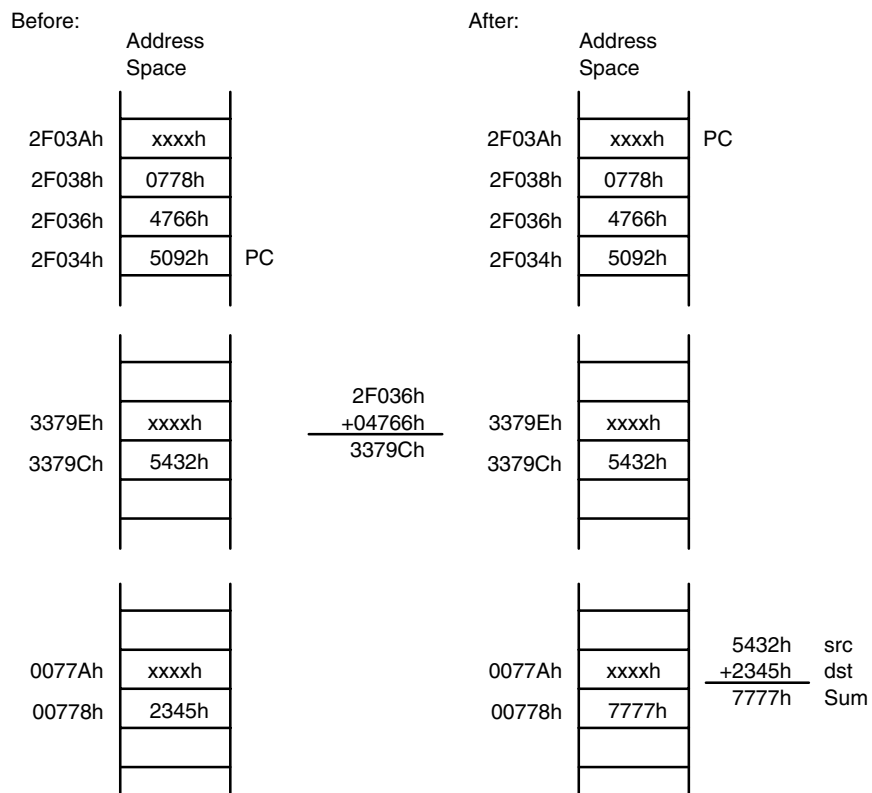 Before:
Address
Space
2F03Ah xxxxh
2F038h 0778h
2F036h 4766h
2F034h 5092h PC
3379Eh xxxxh
3379Ch 5432h
0077Ah xxxxh
00778h 2345h
2F036h
+04766h
3379Ch
After:
Address
Space
2F03Ah xxxxh PC
2F038h 0778h
2F036h 4766h
2F034h 5092h
3379Eh xxxxh
3379Ch 5432h
0077Ah xxxxh
00778h 7777h
5432h src
+2345h dst
7777h Sum